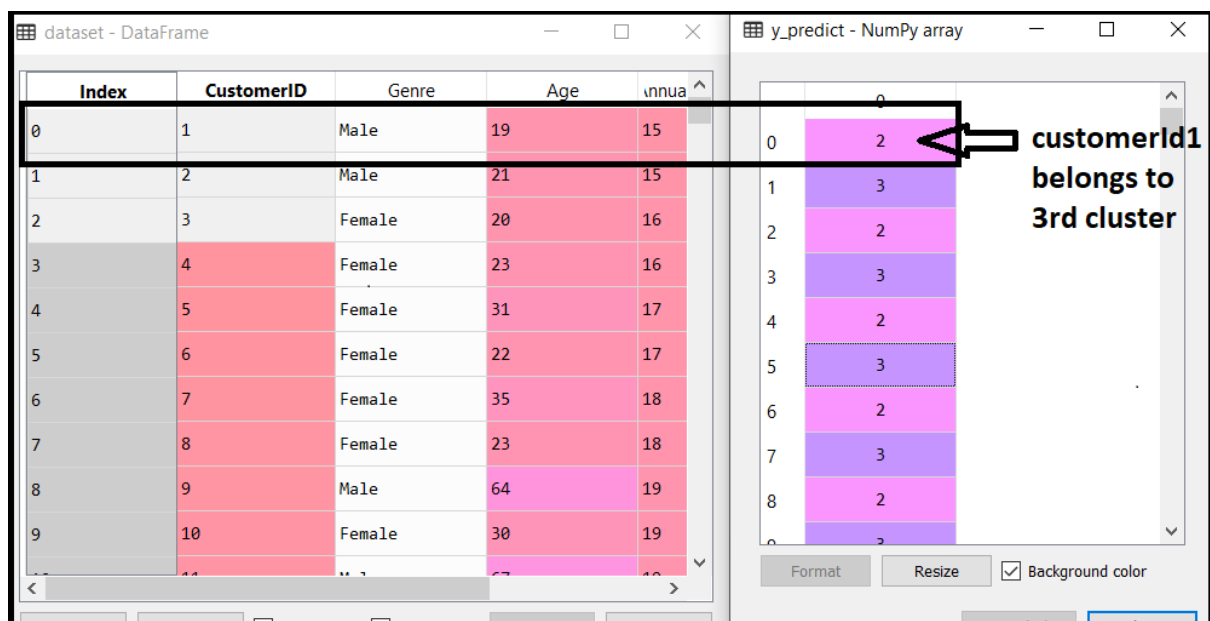 dataset - DataFrame
Index CustomerID Genre Age
0 1 Male 19 15
1 2 Male 21 15
2 3 Female 20 16
3 4 Female 23 16
4 5 Female 31 17
5 6 Female 22 17
6 7 Female 35 18
7 8 Female 23 18
8 9 Male 64 19
9 10 Female 30 19
y_predict - NumPy array
0
0 2
1 3
2 2
3 3
4 2
5 3
6 2
7 3
8 2
9 3
customerId1
belongs to
3rd cluster
Format Resize Background color